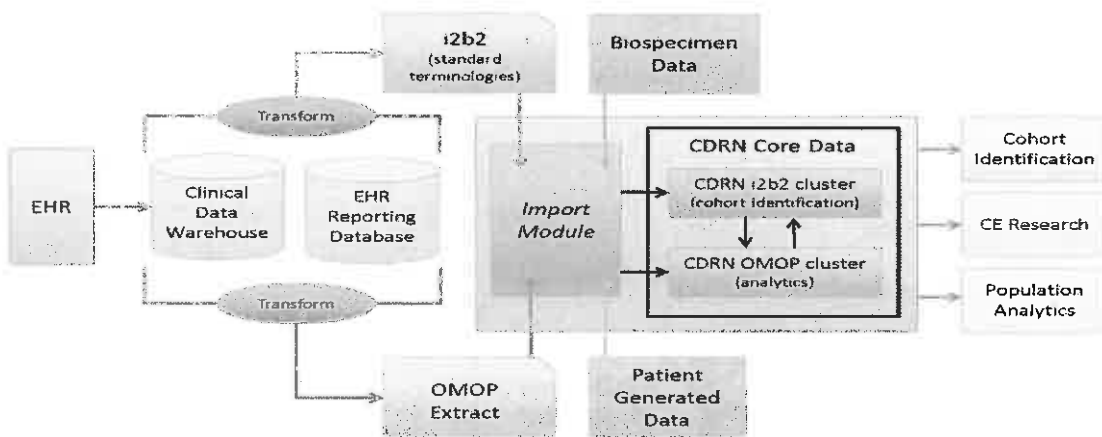 i2b2
(standard
terminologies)
Biospecimen
Data
Transform
EHR
Clinical
Data
Warehouse
EHR
Reporting
Database
Transform
OMOP
Extract
Import
Module
CDRN Core Data
CDRN i2b2 cluster
(cohort identification)
CDRN OMOP cluster
(analytics)
Patient
Generated
Data
Cohort
Identification
CE Research
Population
Analytics